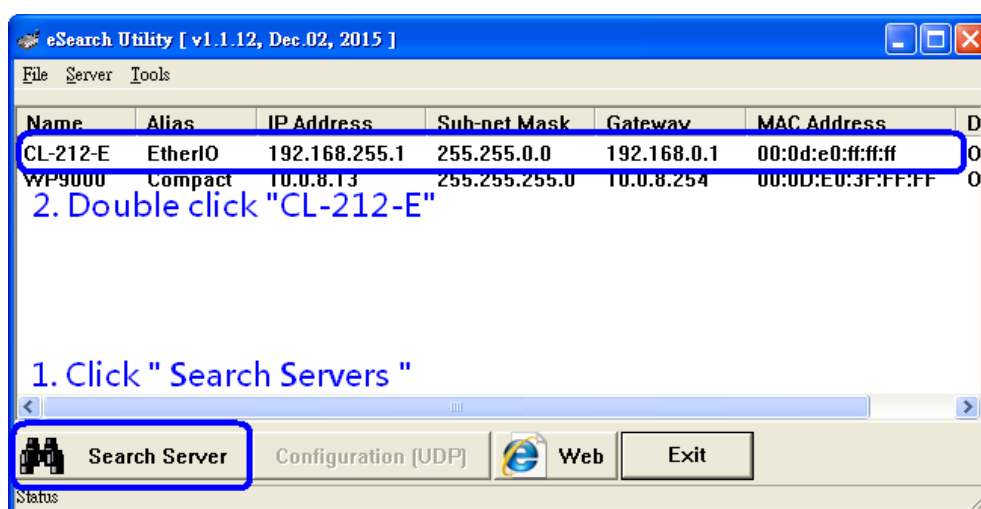 eSearch Utility [ v1.1.12, Dec.02, 2015 ]
File Server Tools
Name Alias IP Address Sub-net Mask Gateway MAC Address D
CL-212-E EtherIO 192.168.255.1 255.255.0.0 192.168.0.1 00:0d:e0:ff:ff:ff O
WP9000 Compact 10.0.8.13 255.255.255.0 10.0.8.254 00:0D:E0:3F:FF:FF O
2. Double click "CL-212-E"
1. Click " Search Servers "
Search Server Configuration (UDP) Web Exit
Status